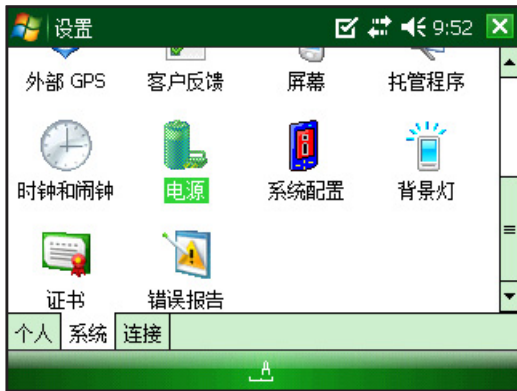 设置 9:52
外部 GPS 客户反馈 屏幕 托管程序
时钟和闹钟 电源 系统配置 背景灯
证书 错误报告
个人 系统 连接